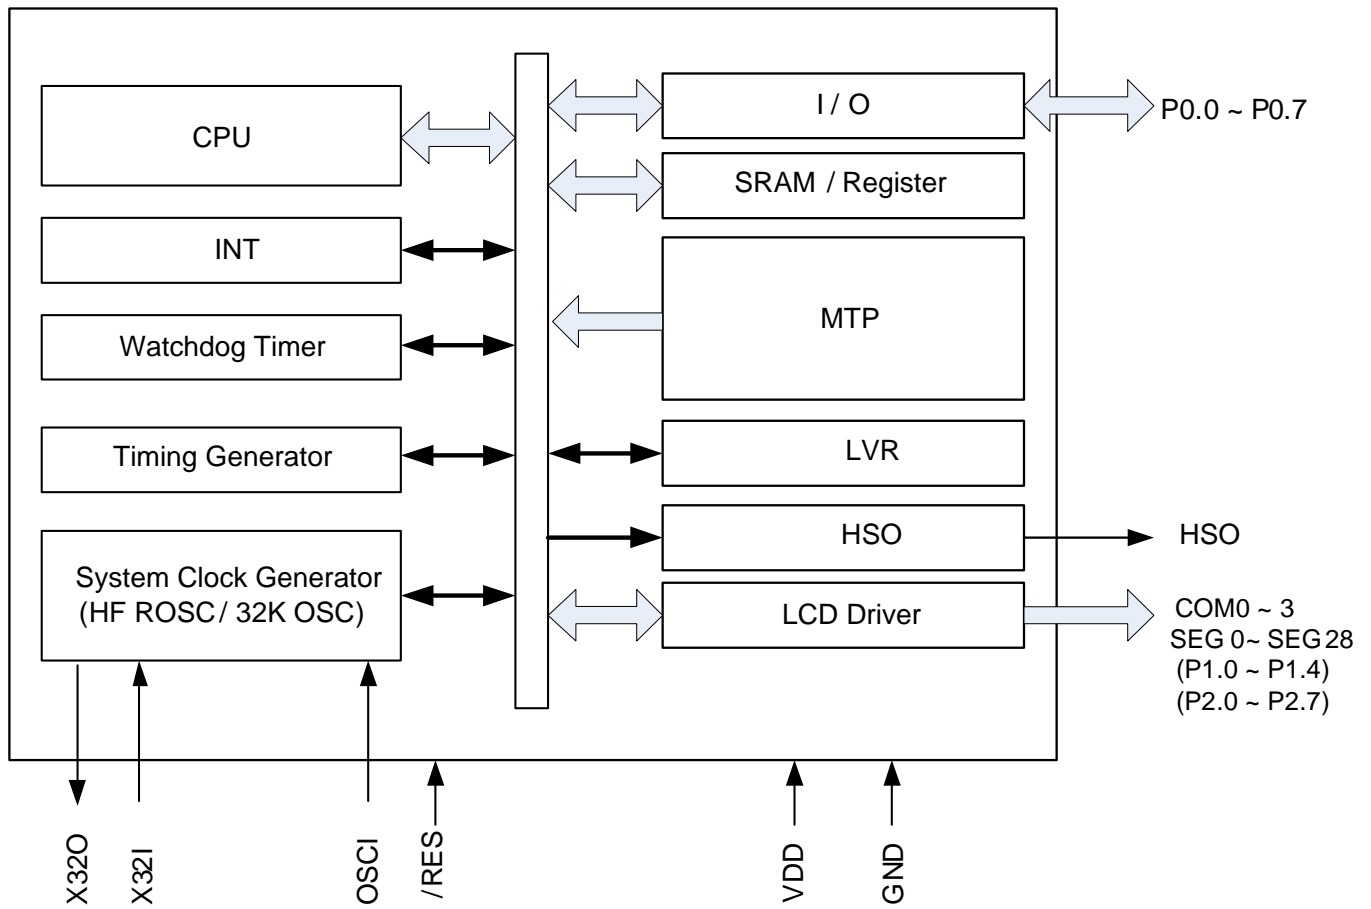 CPU
INT
Watchdog Timer
Timing Generator
System Clock Generator
(HF ROSC / 32K OSC)
I / O
SRAM / Register
MTP
LVR
HSO
LCD Driver
P0.0 ~ P0.7
HSO
COM0 ~ 3
SEG 0~ SEG 28
(P1.0 ~ P1.4)
(P2.0 ~ P2.7)
X32O
X32I
OSCI
/RES
VDD
GND